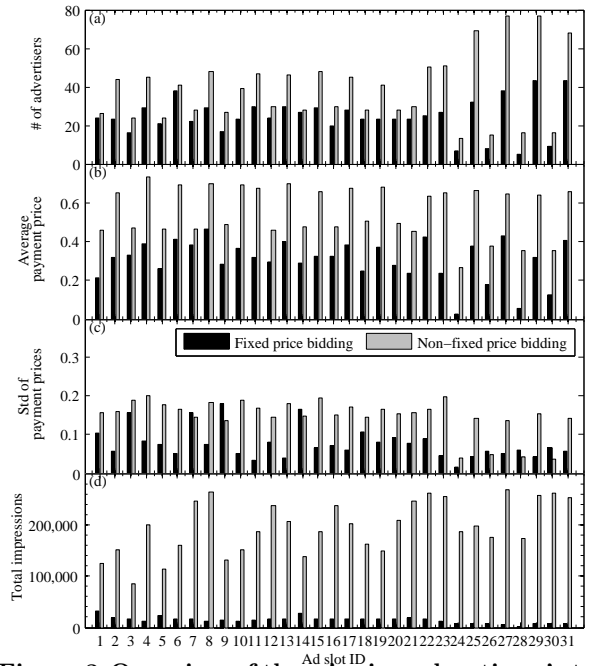 (a)
# of advertisers
80
60
40
20
0
(b)
Average
payment price
0.6
0.4
0.2
0
(c)
Fixed price bidding
Non−fixed price bidding
Std of
payment prices
0.3
0.2
0.1
0
(d)
Total impressions
200,000
100,000
1 2 3 4 5 6 7 8 9 10 11 12 13 14 15 16 17 18 19 20 21 22 23 24 25 26 27 28 29 30 31
Ad slot ID